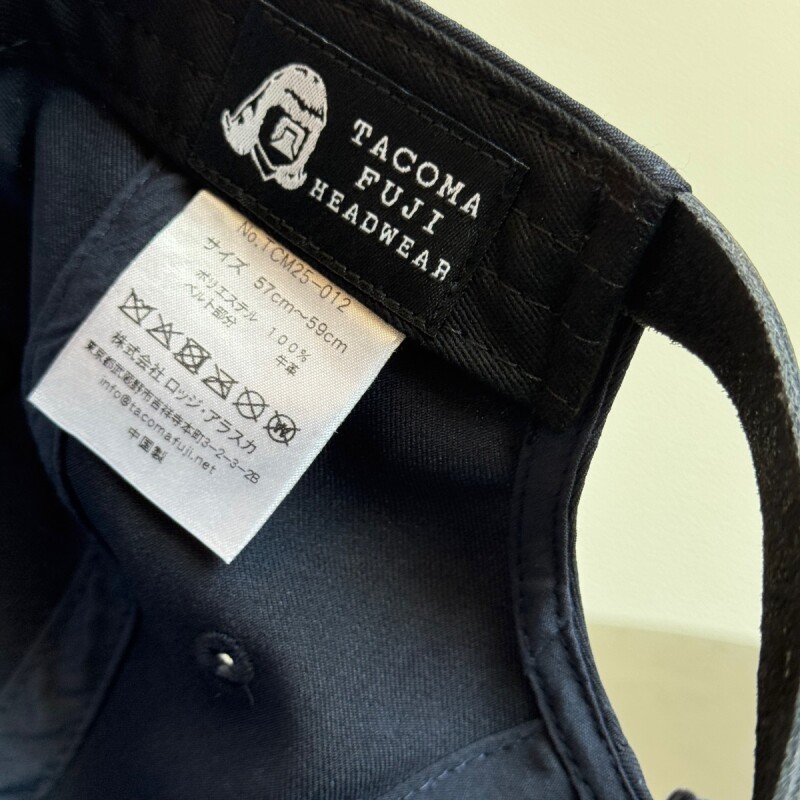 TACOMA
FUJI
HEADWEAR
No.TCM25-012
サイズ 57cm~59cm
ポリエステル 100%
ベルト部分 牛革
株式会社 ロッジ・アラスカ
東京都武蔵野市吉祥寺本町3-2-3-2B
info@tacomafuji.net
中国製